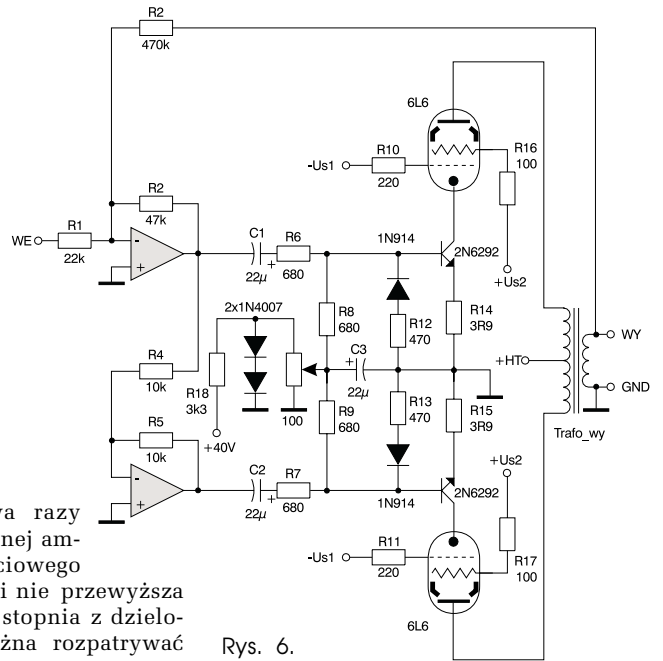 R2
470k
6L6
R10
-Us1
220
R16
100
R2
47k
WE
R1
22k
-
+
C1
+
22µ
R6
680
1N914
2N6292
+Us2
2x1N4007
R8
680
R12
470
R14
3R9
WY
C3
+
22µ
+HT
R4
10k
R18
3k3
100
R9
680
R13
470
R15
3R9
GND
Trafo_wy
+40V
R5
10k
+Us2
-
+
C2
+
22µ
R7
680
1N914
2N6292
-Us1
R11
220
R17
100
6L6
va razy
nej am-
ciowego
i nie przewyższa
stopnia z dzielo-
żna rozpatrywać
Rys. 6.